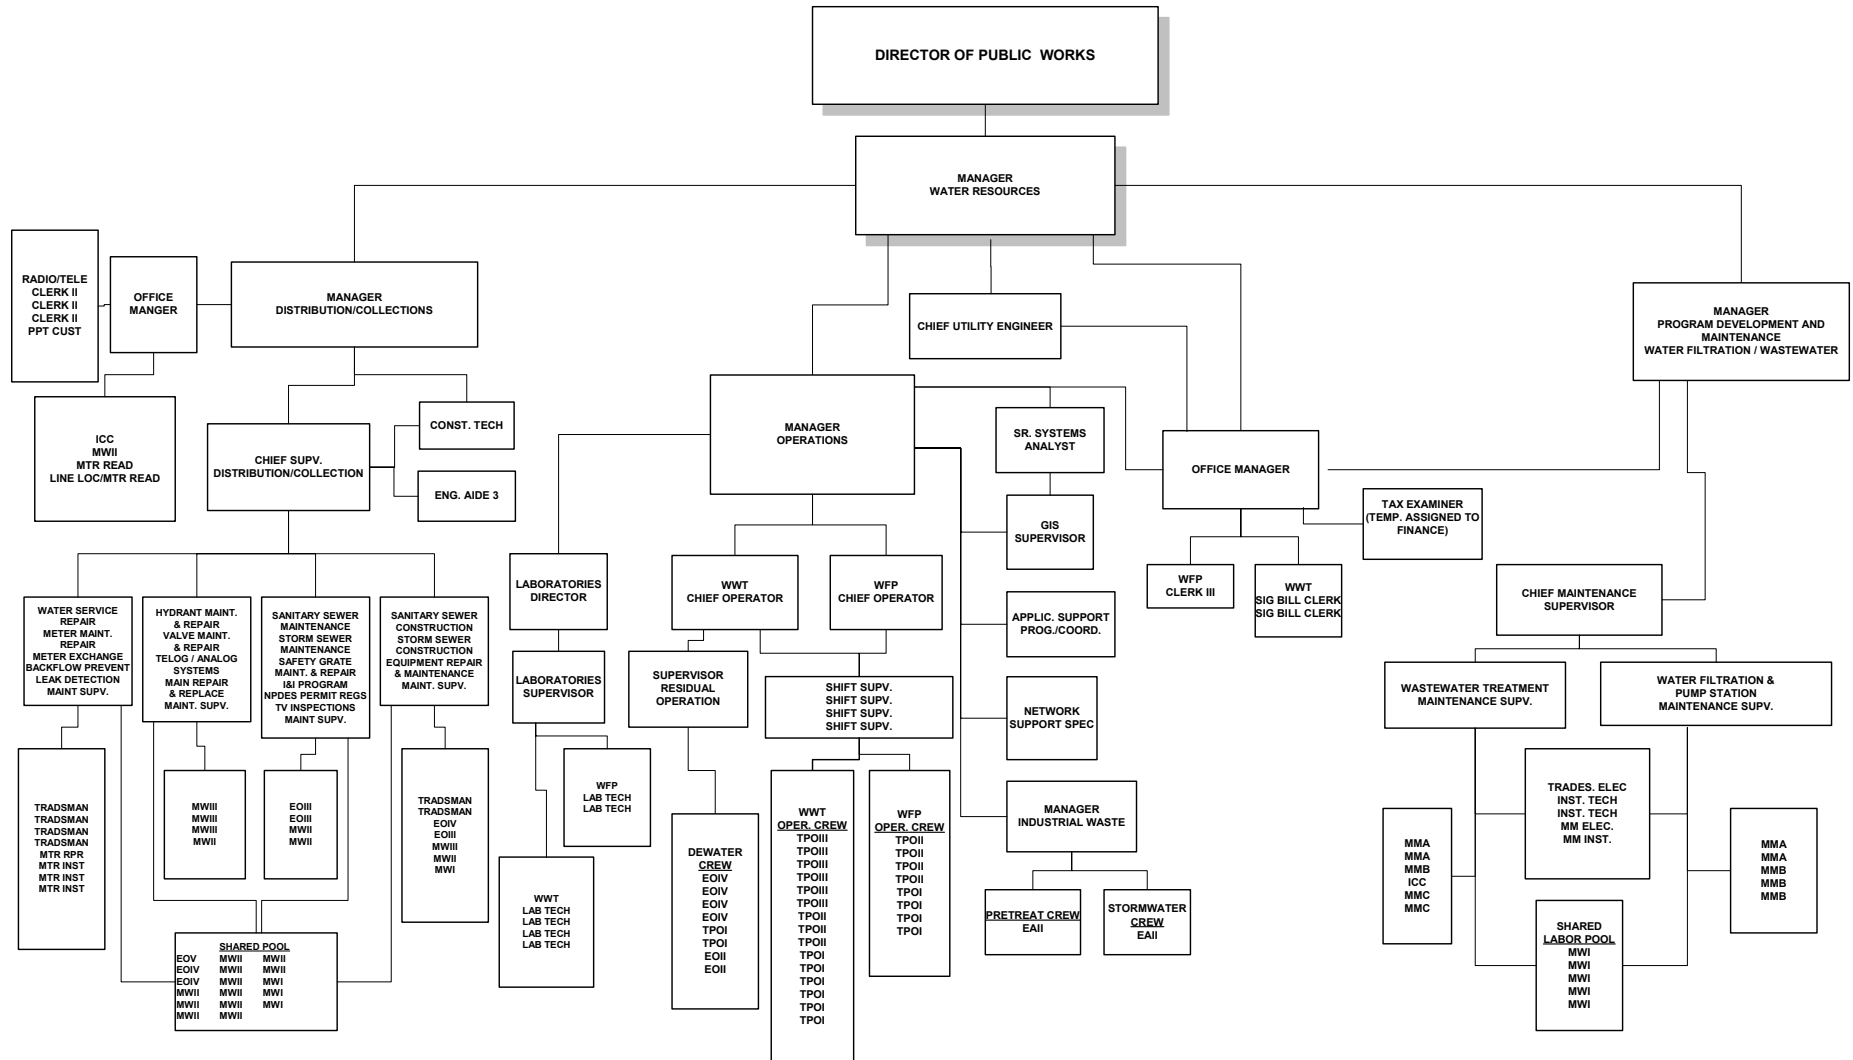 DIRECTOR OF PUBLIC WORKS
MANAGER
WATER RESOURCES
RADIO/TELE
CLERK II
CLERK II
CLERK II
PPT CUST
OFFICE
MANGER
MANAGER
DISTRIBUTION/COLLECTIONS
CHIEF UTILITY ENGINEER
MANAGER
PROGRAM DEVELOPMENT AND
MAINTENANCE
WATER FILTRATION / WASTEWATER
ICC
MWII
MTR READ
LINE LOC/MTR READ
CHIEF SUPV.
DISTRIBUTION/COLLECTION
CONST. TECH
ENG. AIDE 3
MANAGER
OPERATIONS
SR. SYSTEMS
ANALYST
OFFICE MANAGER
TAX EXAMINER
(TEMP. ASSIGNED TO
FINANCE)
GIS
SUPERVISOR
WFP
CLERK III
WWT
SIG BILL CLERK
SIG BILL CLERK
LABORATORIES
DIRECTOR
WWT
CHIEF OPERATOR
WFP
CHIEF OPERATOR
APPLIC. SUPPORT
PROG./COORD.
CHIEF MAINTENANCE
SUPERVISOR
WATER SERVICE
REPAIR
METER MAINT.
REPAIR
METER EXCHANGE
BACKFLOW PREVENT
LEAK DETECTION
MAINT SUPV.
HYDRANT MAINT.
& REPAIR
VALVE MAINT.
& REPAIR
TELOG / ANALOG
SYSTEMS
MAIN REPAIR
& REPLACE
MAINT. SUPV.
SANITARY SEWER
MAINTENANCE
STORM SEWER
MAINTENANCE
SAFETY GRATE
MAINT. & REPAIR
I&I PROGRAM
NPDES PERMIT REGS
TV INSPECTIONS
MAINT SUPV.
SANITARY SEWER
CONSTRUCTION
STORM SEWER
CONSTRUCTION
EQUIPMENT REPAIR
& MAINTENANCE
MAINT. SUPV.
LABORATORIES
SUPERVISOR
SUPERVISOR
RESIDUAL
OPERATION
SHIFT SUPV.
SHIFT SUPV.
SHIFT SUPV.
SHIFT SUPV.
NETWORK
SUPPORT SPEC
WASTEWATER TREATMENT
MAINTENANCE SUPV.
WATER FILTRATION &
PUMP STATION
MAINTENANCE SUPV.
TRADSMAN
TRADSMAN
TRADSMAN
TRADSMAN
MTR RPR
MTR INST
MTR INST
MTR INST
MWIII
MWIII
MWIII
MWII
EOIII
EOIII
MWII
MWII
TRADSMAN
TRADSMAN
EOIV
EOIII
MWIII
MWII
MWI
WFP
LAB TECH
LAB TECH
WWT
LAB TECH
LAB TECH
LAB TECH
LAB TECH
DEWATER
CREW
EOIV
EOIV
EOIV
EOIV
TPOI
TPOI
EOII
EOII
WWT
OPER. CREW
TPOIII
TPOIII
TPOIII
TPOIII
TPOIII
TPOIII
TPOII
TPOII
TPOII
TPOI
TPOI
TPOI
TPOI
TPOI
TPOI
WFP
OPER. CREW
TPOII
TPOII
TPOII
TPOII
TPOI
TPOI
TPOI
TPOI
MANAGER
INDUSTRIAL WASTE
PRETREAT CREW
EAII
STORMWATER
CREW
EAII
TRADES. ELEC
INST. TECH
INST. TECH
MM ELEC.
MM INST.
MMA
MMA
MMB
ICC
MMC
MMC
MMA
MMA
MMB
MMB
MMB
SHARED
LABOR POOL
MWI
MWI
MWI
MWI
MWI
SHARED POOL
EOV MWII MWII
EOIV MWII MWII
EOIV MWII MWI
MWII MWII MWI
MWII MWII MWI
MWII MWII